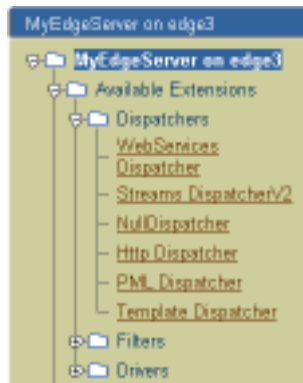 MyEdgeServer on edge3
MyEdgeServer on edge3
Available Extensions
Dispatchers
WebServices
Dispatcher
Streams DispatcherV2
NullDispatcher
Http Dispatcher
PML Dispatcher
Template Dispatcher
Filters
Drivers